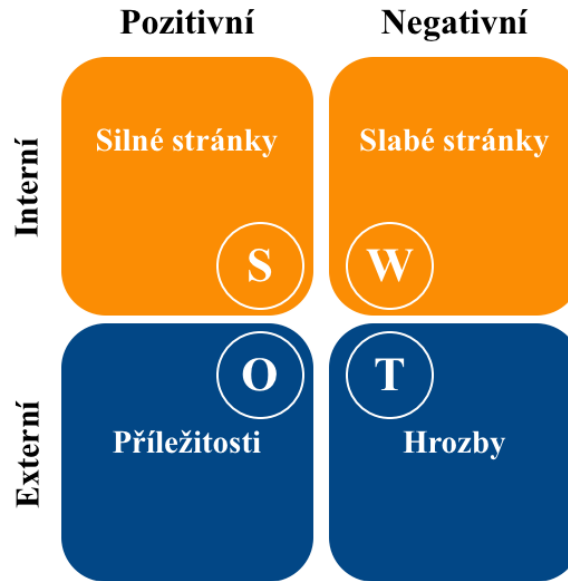 Pozitivní Negativní
Interní
Silné stránky Slabé stránky
S W
O T
Externí
Příležitosti Hrozby